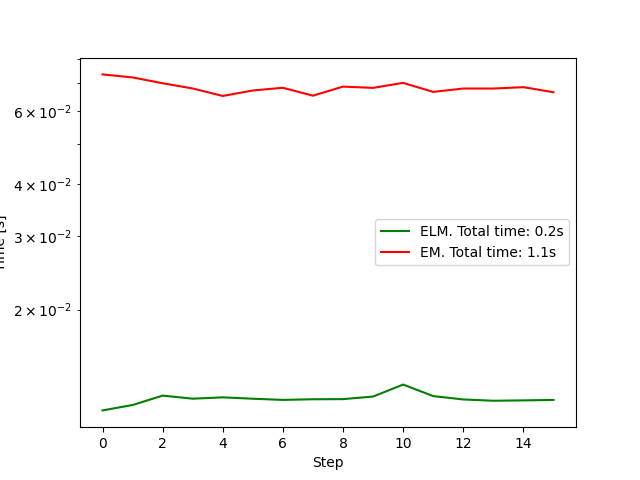 6 × 10⁻²
4 × 10⁻²
3 × 10⁻²
2 × 10⁻²
Time [s]
ELM. Total time: 0.2s
EM. Total time: 1.1s
0 2 4 6 8 10 12 14
Step